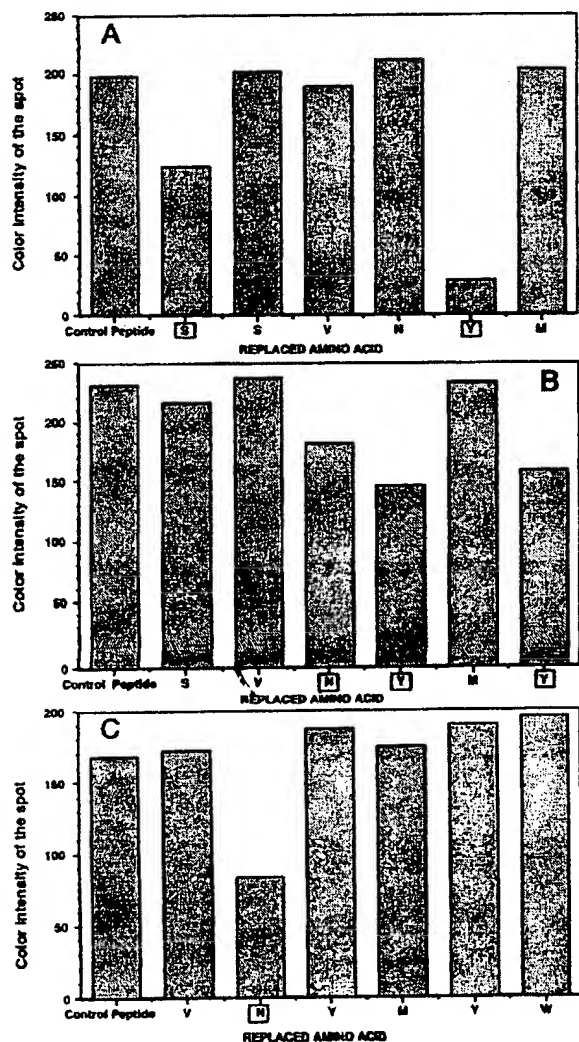 A
Color intensity of the spot
250
200
150
100
50
0
Control Peptide S S V N Y M
REPLACED AMINO ACID
B
Color intensity of the spot
250
200
150
100
50
0
Control Peptide S V N Y M Y
REPLACED AMINO ACID
C
Color intensity of the spot
200
150
100
50
0
Control Peptide V N Y M Y W
REPLACED AMINO ACID